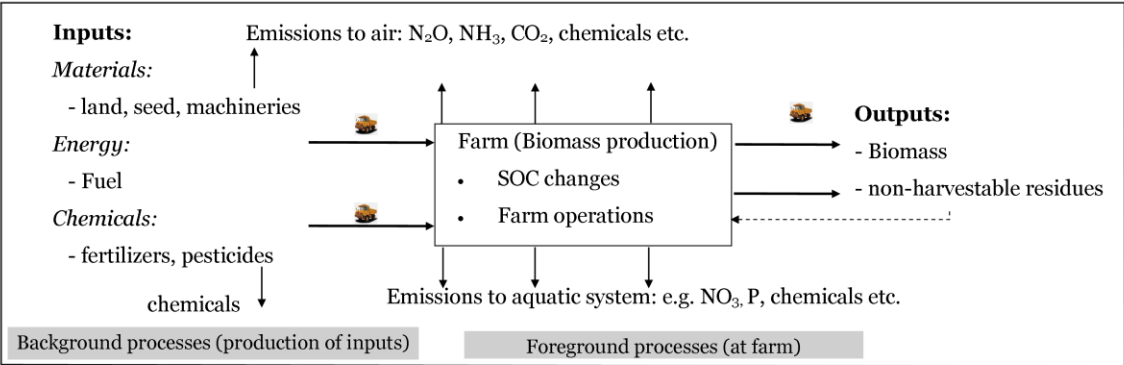 Inputs:
Emissions to air: N₂O, NH₃, CO₂, chemicals etc.
Materials:
- land, seed, machineries
Energy:
- Fuel
Chemicals:
- fertilizers, pesticides
chemicals
Farm (Biomass production)
• SOC changes
• Farm operations
Outputs:
- Biomass
- non-harvestable residues
Emissions to aquatic system: e.g. NO₃, P, chemicals etc.
Background processes (production of inputs)
Foreground processes (at farm)